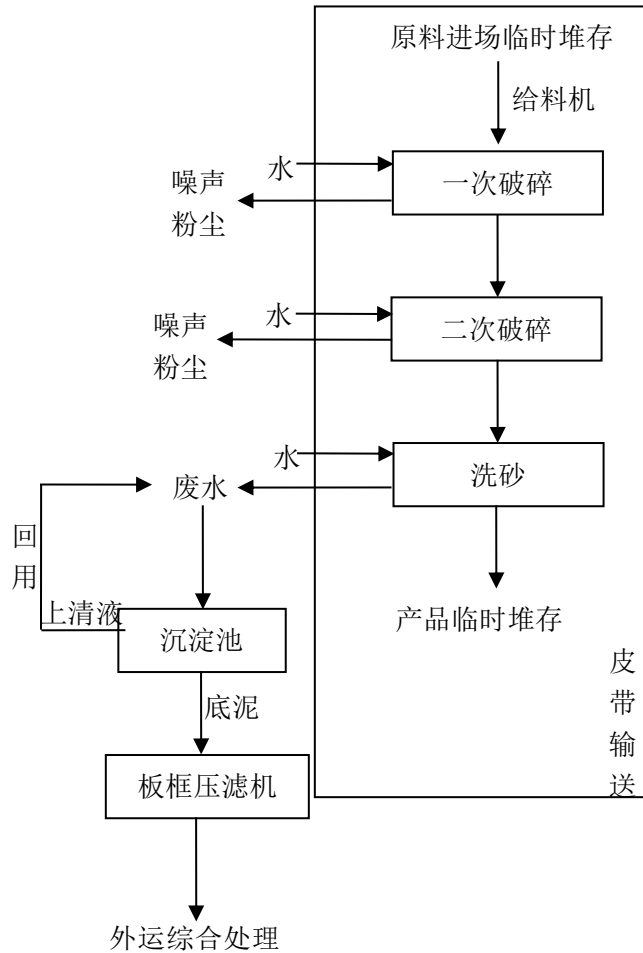 原料进场临时堆存
给料机
水
一次破碎
噪声
粉尘
水
二次破碎
噪声
粉尘
水
洗砂
废水
回
用
上清液
沉淀池
产品临时堆存
底泥
皮
带
输
送
板框压滤机
外运综合处理